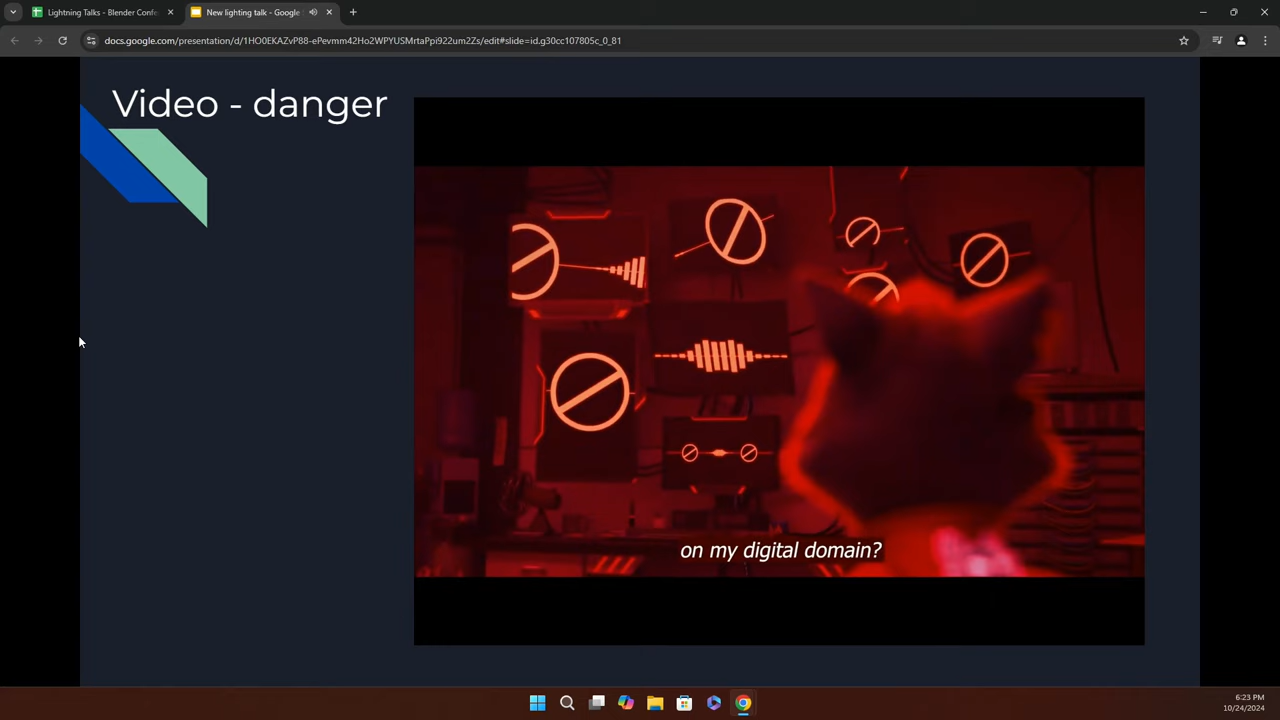 Lightning Talks - Blender Confe
New lighting talk - Google
docs.google.com/presentation/d/1HO0EKAZvP88-ePevmm42Ho2WPYUSMrtaPpi922um2Zs/edit#slide=id.g30cc107805c_0_81
Video - danger
on my digital domain?
6:23 PM
10/24/2024